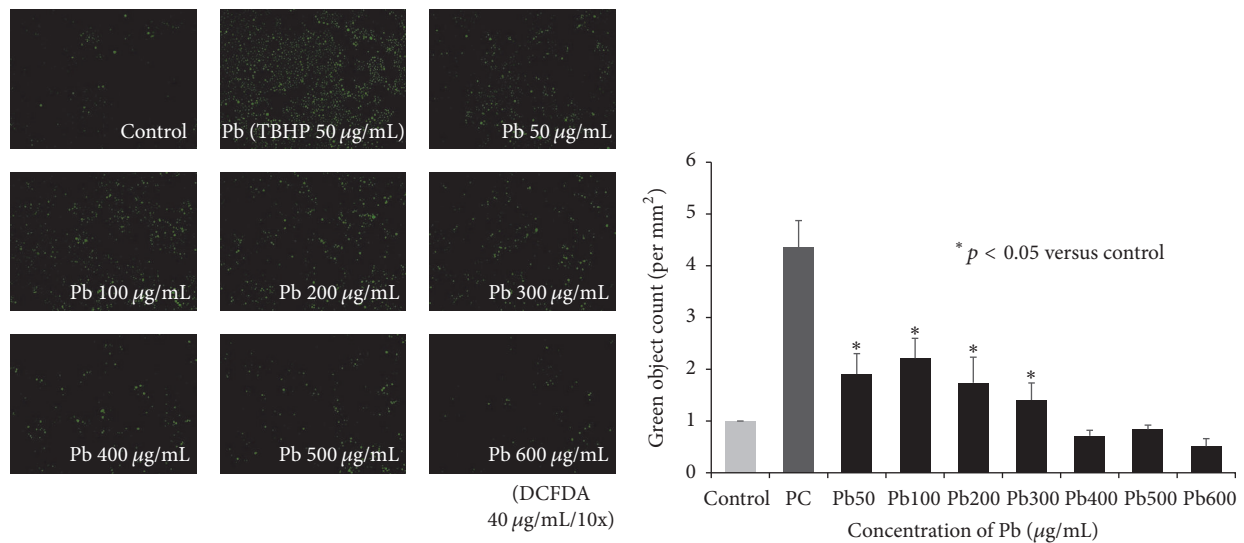 Control
Pb (TBHP 50 μg/mL)
Pb 50 μg/mL
Pb 100 μg/mL
Pb 200 μg/mL
Pb 300 μg/mL
Pb 400 μg/mL
Pb 500 μg/mL
Pb 600 μg/mL
(DCFDA
40 μg/mL/10x)
Green object count (per mm²)
6
5
4
3
2
1
0
* p < 0.05 versus control
*
*
*
*
Control PC Pb50 Pb100 Pb200 Pb300 Pb400 Pb500 Pb600
Concentration of Pb (μg/mL)